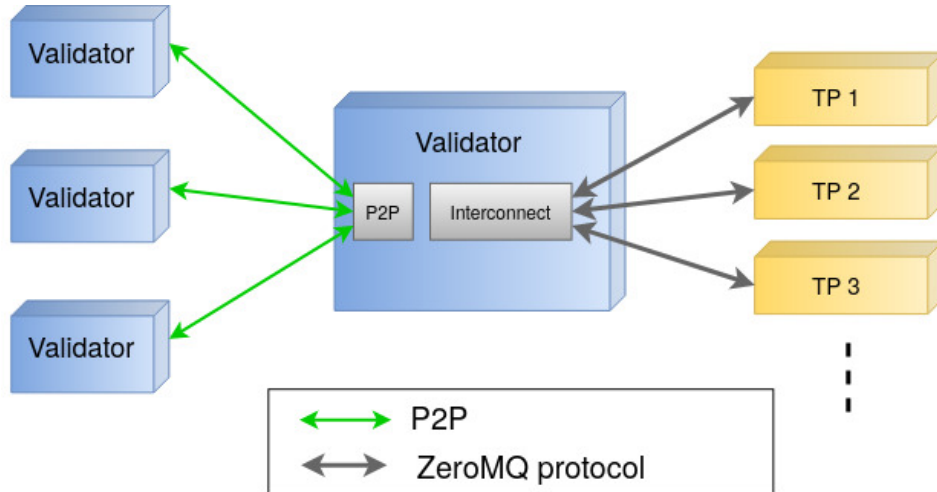 Validator
Validator
Validator
Validator
P2P
Interconnect
TP 1
TP 2
TP 3
P2P
ZeroMQ protocol